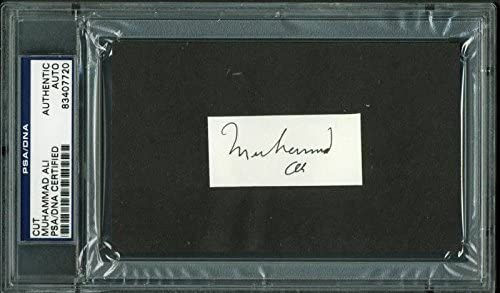 PSA/DNA
CUT
MUHAMMAD ALI
PSA/DNA CERTIFIED
AUTHENTIC
AUTO
83407720
Muhammad
Ali